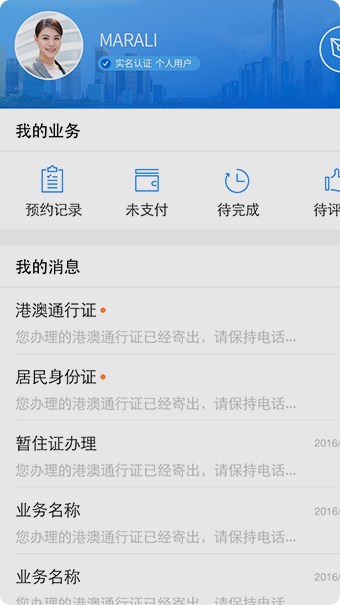 MARALI
实名认证 个人用户
我的业务
预约记录 未支付 待完成 待评
我的消息
港澳通行证
您办理的港澳通行证已经寄出，请保持电话...
居民身份证
您办理的港澳通行证已经寄出，请保持电话...
暂住证办理 2016/
您办理的港澳通行证已经寄出，请保持电话...
业务名称 2016/
您办理的港澳通行证已经寄出，请保持电话...
业务名称 2016/
您办理的港澳通行证已经寄出，请保持电话...